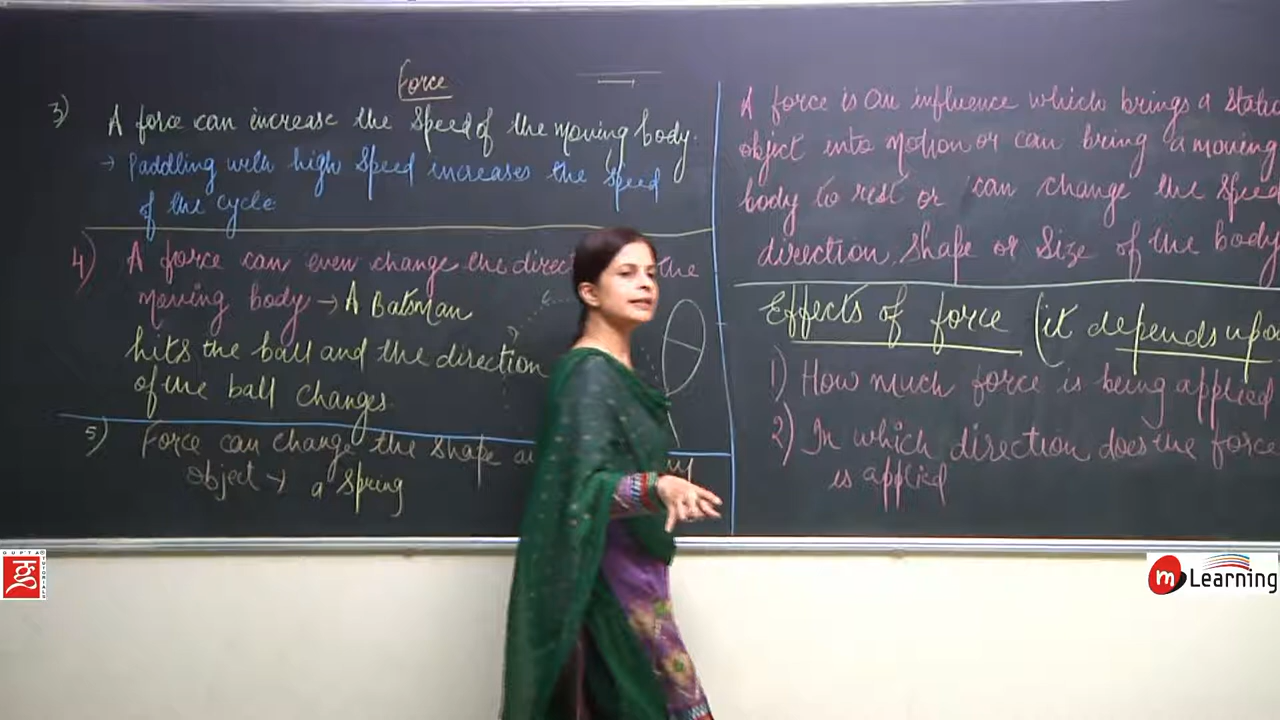 Force
3)
A force can increase the speed of the moving body.
→ Paddling with high speed increases the speed
of the cycle
4) A force can even change the direct the
moving body → A Batsman
hits the ball and the direction
of the ball changes
5) Force can change the shape
object → a Spring
A force is an influence which brings a static
object into motion or can bring a moving
body to rest or can change the speed
direction, shape or size of the body
Effects of force (it depends upon
1) How much force is being applied
2) In which direction does the force
is applied
GUPTA TUTORIALS
m Learning